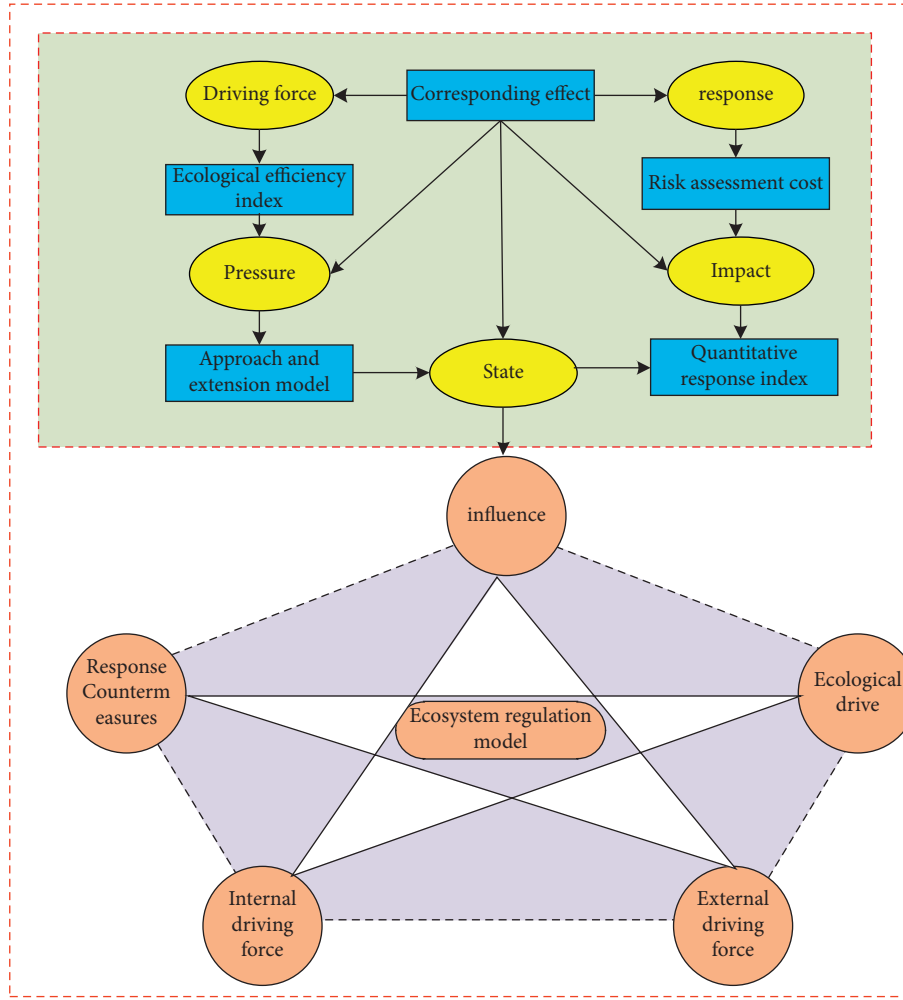 Driving force
Corresponding effect
response
Ecological efficiency
index
Risk assessment cost
Pressure
Impact
Approach and
extension model
State
Quantitative
response index
influence
Response
Counterm
easures
Ecosystem regulation
model
Ecological
drive
Internal
driving
force
External
driving
force